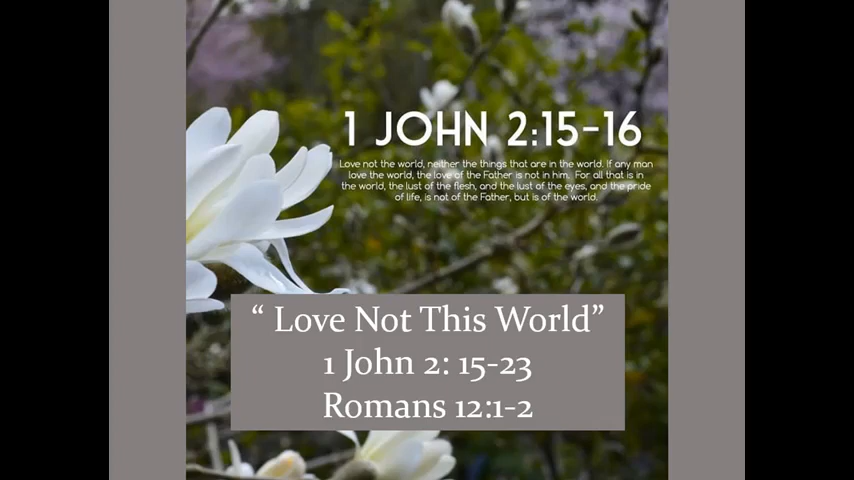 1 JOHN 2:15-16
Love not the world, neither the things that are in the world. If any man
love the world, the love of the Father is not in him. For all that is in
the world, the lust of the flesh, and the lust of the eyes, and the pride
of life, is not of the Father, but is of the world.
“ Love Not This World”
1 John 2: 15-23
Romans 12:1-2